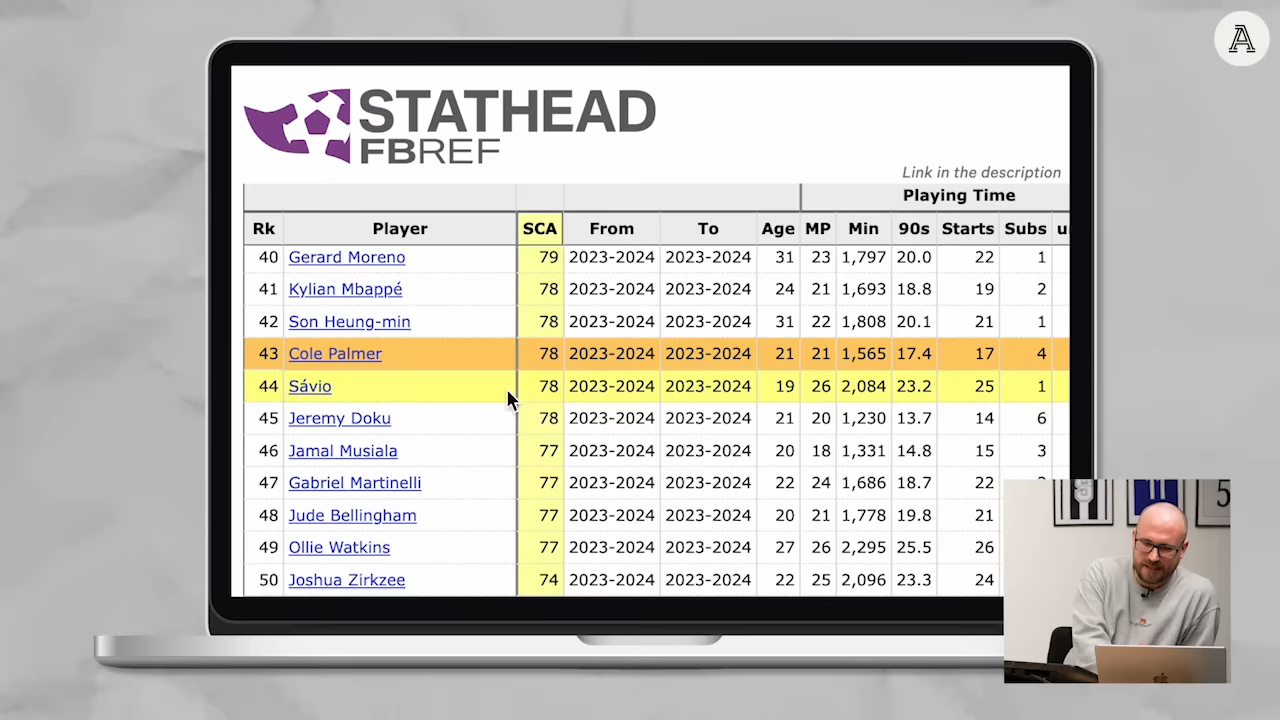 A
STATHEAD
FBREF
Link in the description
Playing Time
Rk Player SCA From To Age MP Min 90s Starts Subs u
40 Gerard Moreno 79 2023-2024 2023-2024 31 23 1,797 20.0 22 1
41 Kylian Mbappé 78 2023-2024 2023-2024 24 21 1,693 18.8 19 2
42 Son Heung-min 78 2023-2024 2023-2024 31 22 1,808 20.1 21 1
43 Cole Palmer 78 2023-2024 2023-2024 21 21 1,565 17.4 17 4
44 Sávio 78 2023-2024 2023-2024 19 26 2,084 23.2 25 1
45 Jeremy Doku 78 2023-2024 2023-2024 21 20 1,230 13.7 14 6
46 Jamal Musiala 77 2023-2024 2023-2024 20 18 1,331 14.8 15 3
47 Gabriel Martinelli 77 2023-2024 2023-2024 22 24 1,686 18.7 22
48 Jude Bellingham 77 2023-2024 2023-2024 20 21 1,778 19.8 21
49 Ollie Watkins 77 2023-2024 2023-2024 27 26 2,295 25.5 26
50 Joshua Zirkzee 74 2023-2024 2023-2024 22 25 2,096 23.3 24
5